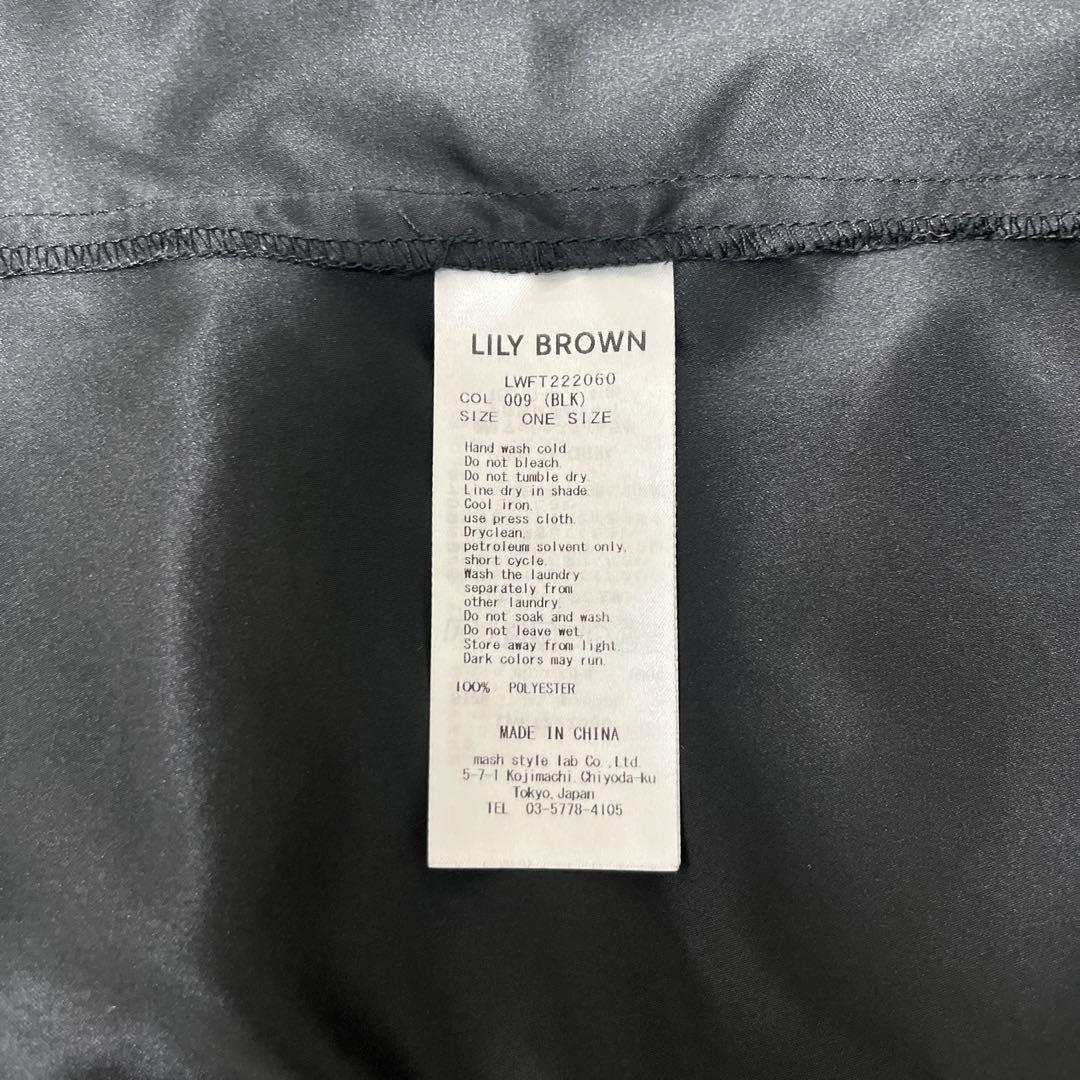 LILY BROWN
LWFT222060
COL 009 (BLK)
SIZE ONE SIZE
Hand wash cold.
Do not bleach.
Do not tumble dry.
Line dry in shade.
Cool iron,
use press cloth.
Dryclean,
petroleum solvent only,
short cycle.
Wash the laundry
separately from
other laundry.
Do not soak and wash.
Do not leave wet.
Store away from light.
Dark colors may run.
100% POLYESTER
MADE IN CHINA
mash style lab Co.,Ltd.
5-7-1 Kojimachi Chiyoda-ku
Tokyo, Japan
TEL 03-5778-4105